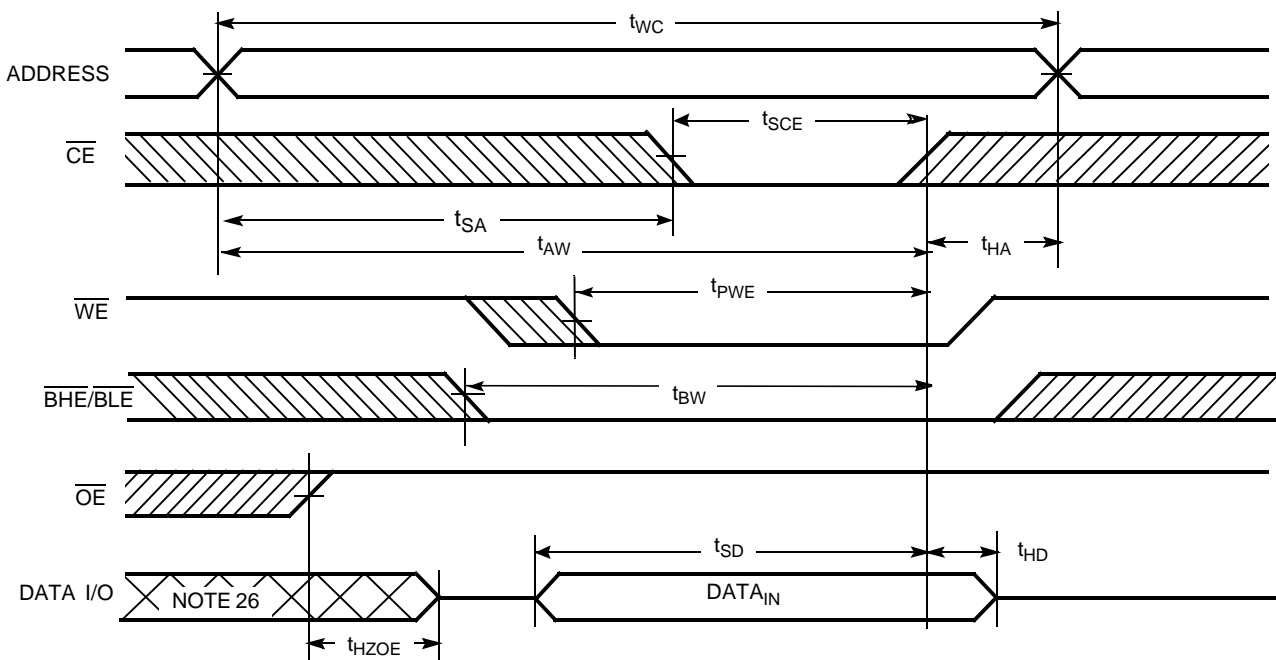 tWC
ADDRESS
tSCE
CE
tSA
tAW
tHA
tPWE
WE
tBW
BHE/BLE
OE
tSD
tHD
DATA I/O
NOTE 26
DATAIN
tHZOE